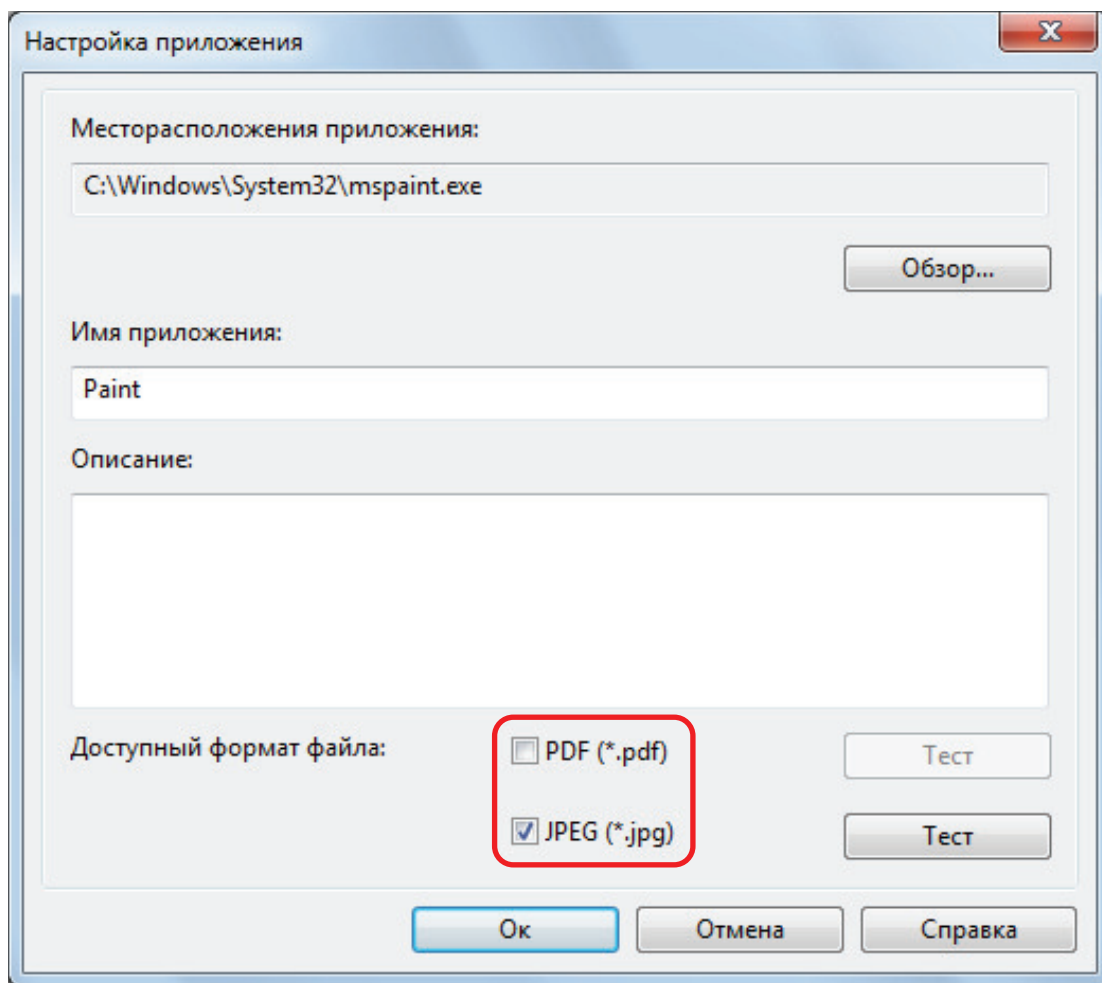 Настройка приложения
Месторасположения приложения:
C:\Windows\System32\mspaint.exe
Обзор...
Имя приложения:
Paint
Описание:
Доступный формат файла:
PDF (*.pdf)
Тест
JPEG (*.jpg)
Тест
Ок
Отмена
Справка